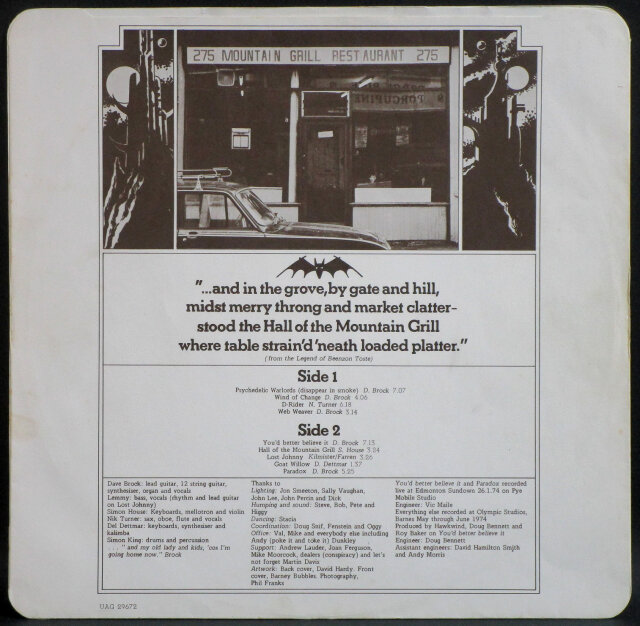 275 MOUNTAIN GRILL RESTAURANT 275
PORCUPINE
"...and in the grove, by gate and hill,
midst merry throng and market clatter-
stood the Hall of the Mountain Grill
where table strain'd 'neath loaded platter."
(from the Legend of Beenzon Toste)
Side 1
Psychedelic Warlords (disappear in smoke) D. Brock 7.07
Wind of Change D. Brock 4.06
D-Rider N. Turner 6.18
Web Weaver D. Brock 3.14
Side 2
You'd better believe it D. Brock 7.13
Hall of the Mountain Grill S. House 2.24
Lost Johnny Kilmister/Farren 3.26
Goat Willow D. Dettmar 1.37
Paradox D. Brock 5.25
Dave Brock: lead guitar, 12 string guitar,
synthesiser, organ and vocals
Lemmy: bass, vocals (rhythm and lead guitar
on Lost Johnny)
Simon House: Keyboards, mellotron and violin
Nik Turner: sax, oboe, flute and vocals
Del Dettmar: keyboards, synthesiser and
kalimba
Simon King: drums and percussion
... " and my old lady and kids, 'cos I'm
going home now." Brock
Thanks to
Lighting: Jon Smeeton, Sally Vaughan,
John Lee, John Perrin and Dick
Humping and sound: Steve, Bob, Pete and
Higgy
Dancing: Stacia
Coordination: Doug Smif, Fenstein and Oggy
Office: Val, Mike and everybody else including
Andy (poke it and toke it) Dunkley
Support: Andrew Lauder, Joan Ferguson,
Mike Moorcock, dealers (conspiracy) and let's
not forget Martin Davis
Artwork: Back cover, David Hardy. Front
cover, Barney Bubbles. Photography,
Phil Franks
You'd better believe it and Paradox recorded
live at Edmonton Sundown 26.1.74 on Pye
Mobile Studio
Engineer: Vic Maile
Everything else recorded at Olympic Studios,
Barnes May through June 1974
Produced by Hawkwind, Doug Bennett and
Roy Baker on You'd better believe it
Engineer: Doug Bennett
Assistant engineers: David Hamilton Smith
and Andy Morris
UAG 29672